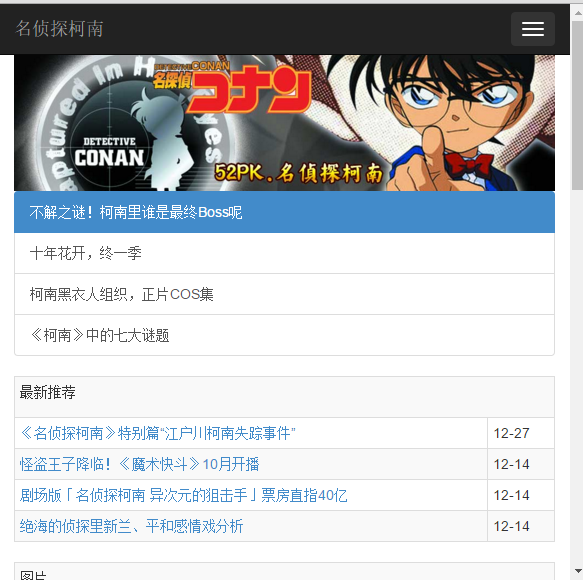 名侦探柯南
DETECTIVE CONAN
名探偵
コナン
DETECTIVE
CONAN
52PK.名侦探柯南
不解之谜！柯南里谁是最终Boss呢
十年花开，终一季
柯南黑衣人组织，正片COS集
《柯南》中的七大谜题
最新推荐
《名侦探柯南》特别篇“江户川柯南失踪事件” 12-27
怪盗王子降临！《魔术快斗》10月开播 12-14
剧场版「名侦探柯南 异次元的狙击手」票房直指40亿 12-14
绝海的侦探里新兰、平和感情戏分析 12-14
图片